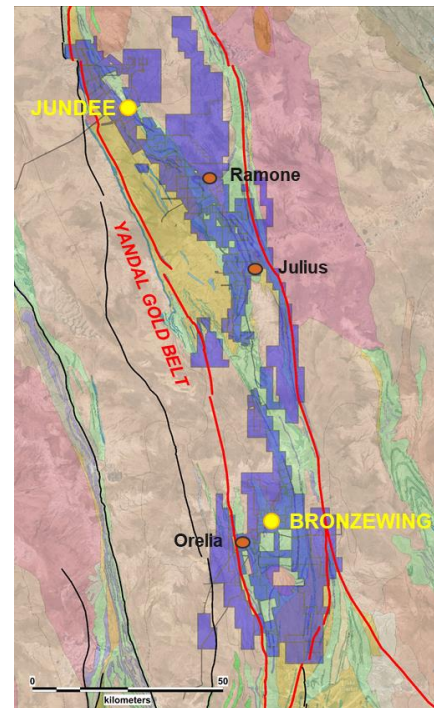 JUNDEE
Ramone
YANDAL GOLD BELT
Julius
BRONZEWING
Orelia
0 50
kilometers